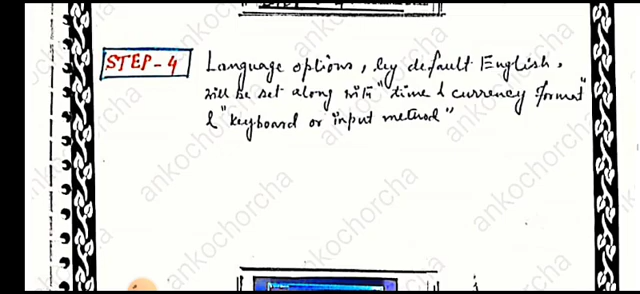 STEP-4
Language options, by default English,
will be set along with "time & currency format"
& "keyboard or input method"
ankochorcha